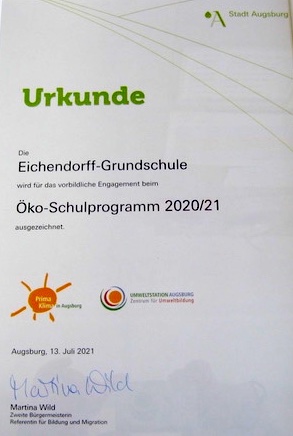 Stadt Augsburg
Urkunde
Die
Eichendorff-Grundschule
wird für das vorbildliche Engagement beim
Öko-Schulprogramm 2020/21
ausgezeichnet.
Prima
Klima in Augsburg
UMWELTSTATION AUGSBURG
Zentrum für Umweltbildung
Augsburg, 13. Juli 2021
Martina Wild
Martina Wild
Zweite Bürgermeisterin
Referentin für Bildung und Migration